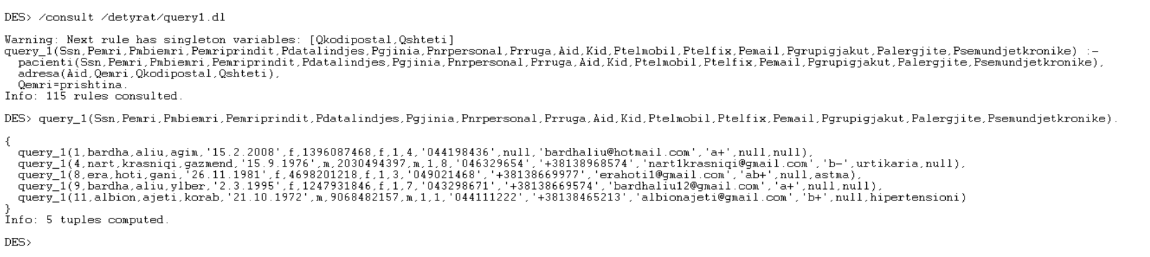 DES> /consult /detyrat/query1.dl
Warning: Next rule has singleton variables: [Qkodipostal,Qshteti]
query_1(Ssn,Pemri,Pmbiemri,Pemriprindit,Pdatalindjes,Pgjinia,Pnrpersonal,Prruga,Aid,Kid,Ptelmobil,Ptelfix,Pemail,Pgrupigjakut,Palergjite,Psemundjetkronike) :-
  pacienti(Ssn,Pemri,Pmbiemri,Pemriprindit,Pdatalindjes,Pgjinia,Pnrpersonal,Prruga,Aid,Kid,Ptelmobil,Ptelfix,Pemail,Pgrupigjakut,Palergjite,Psemundjetkronike),
  adresa(Aid,Qemri,Qkodipostal,Qshteti),
  Qemri=prishtina.
Info: 115 rules consulted.
DES> query_1(Ssn,Pemri,Pmbiemri,Pemriprindit,Pdatalindjes,Pgjinia,Pnrpersonal,Prruga,Aid,Kid,Ptelmobil,Ptelfix,Pemail,Pgrupigjakut,Palergjite,Psemundjetkronike).
{
  query_1(1,bardha,aliu,agim,'15.2.2008',f,1396087468,f,1,4,'044198436',null,'bardhaliu@hotmail.com','a+',null,null),
  query_1(4,nart,krasniqi,gazmend,'15.9.1976',m,2030494397,m,1,8,'046329654','+38138968574','nart1krasniqi@gmail.com','b-',urtikaria,null),
  query_1(8,era,hoti,gani,'26.11.1981',f,4698201218,f,1,3,'049021468','+38138669977','erahoti1@gmail.com','ab+',null,astma),
  query_1(9,bardha,aliu,ylber,'2.3.1995',f,1247931846,f,1,7,'043298671','+38138669574','bardhaliu12@gmail.com','a+',null,null),
  query_1(11,albion,ajeti,korab,'21.10.1972',m,9068482157,m,1,1,'044111222','+38138465213','albionajeti@gmail.com','b+',null,hipertensioni)
}
Info: 5 tuples computed.
DES>